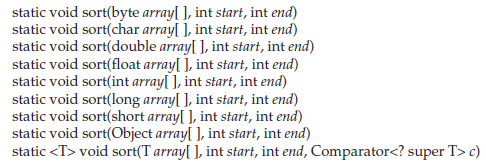 static void sort(byte array[ ], int start, int end)
static void sort(char array[ ], int start, int end)
static void sort(double array[ ], int start, int end)
static void sort(float array[ ], int start, int end)
static void sort(int array[ ], int start, int end)
static void sort(long array[ ], int start, int end)
static void sort(short array[ ], int start, int end)
static void sort(Object array[ ], int start, int end)
static <T> void sort(T array[ ], int start, int end, Comparator<? super T> c)